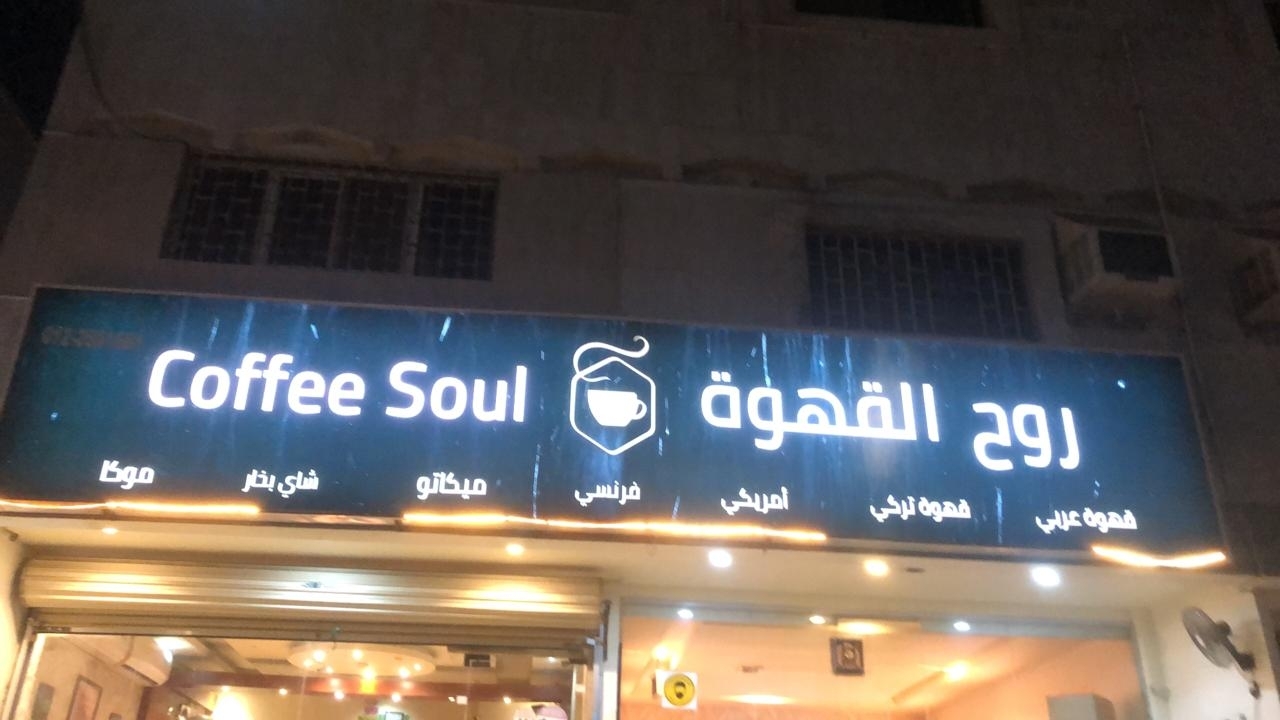 روح القهوة Coffee Soul
قهوة عربي قهوة تركي أمريكي فرنسي ميكاتو شاي بخار موكا